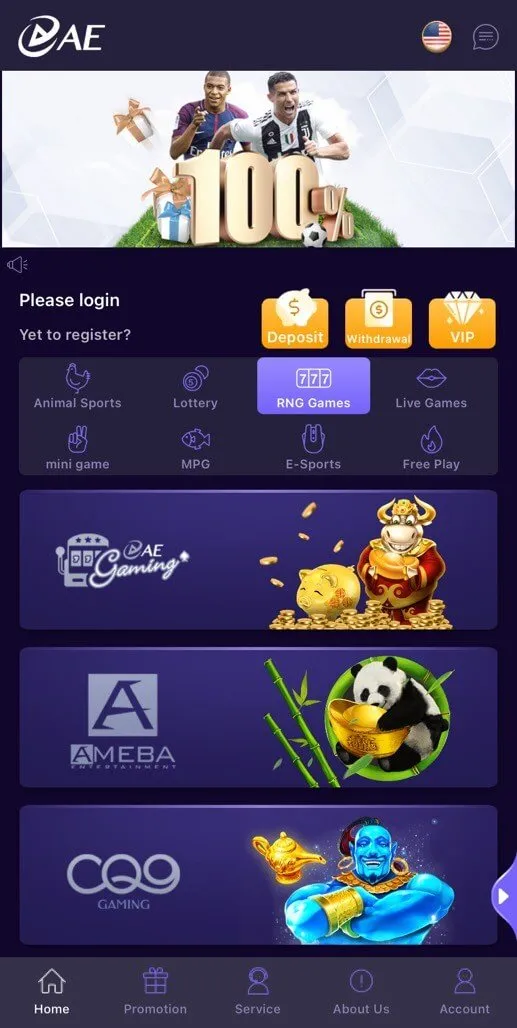 AE
100%
Please login
Yet to register?
Deposit
Withdrawal
VIP
Animal Sports
Lottery
RNG Games
Live Games
mini game
MPG
E-Sports
Free Play
AE
Gaming
A
AMEBA
ENTERTAINMENT
CQ9
GAMING
Home
Promotion
Service
About Us
Account